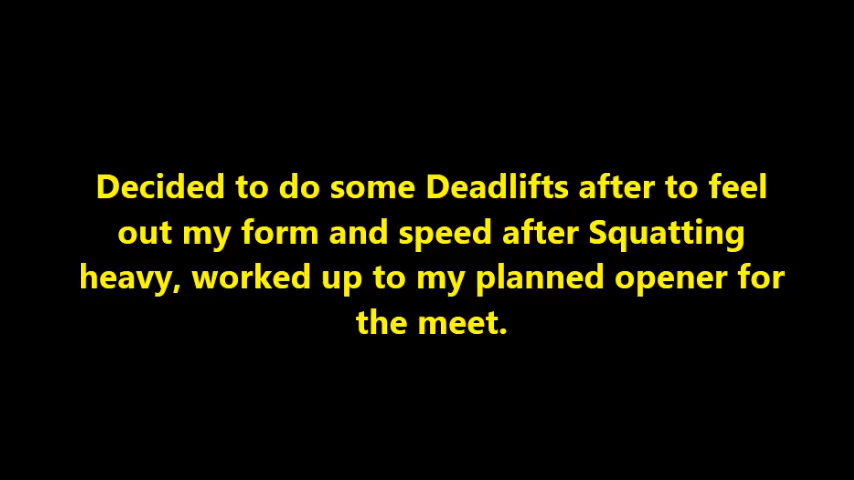 Decided to do some Deadlifts after to feel
out my form and speed after Squatting
heavy, worked up to my planned opener for
the meet.